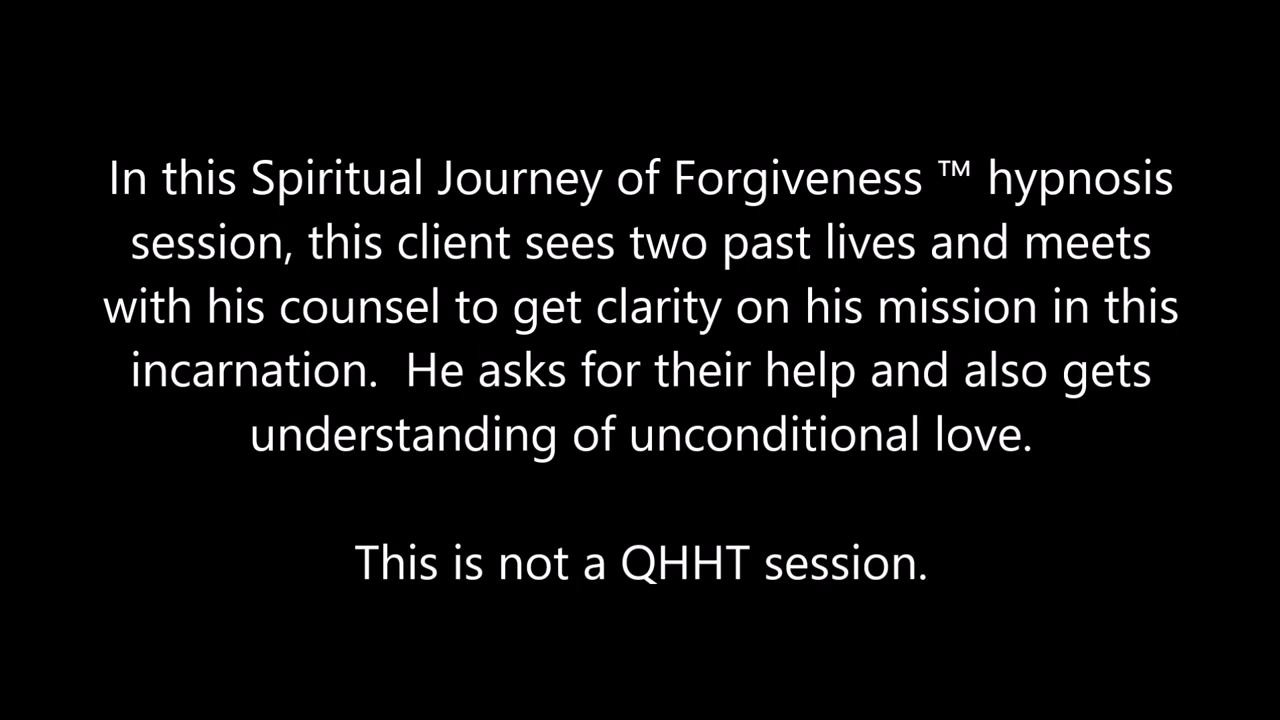 In this Spiritual Journey of Forgiveness ™ hypnosis
session, this client sees two past lives and meets
with his counsel to get clarity on his mission in this
incarnation.  He asks for their help and also gets
understanding of unconditional love.
This is not a QHHT session.